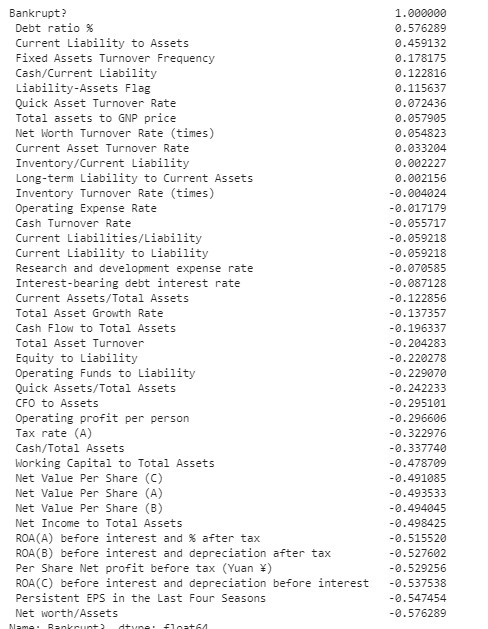 Bankrupt? 1.000000
Debt ratio % 0.576289
Current Liability to Assets 0.459132
Fixed Assets Turnover Frequency 0.178175
Cash/Current Liability 0.122816
Liability-Assets Flag 0.115637
Quick Asset Turnover Rate 0.072436
Total assets to GNP price 0.057905
Net Worth Turnover Rate (times) 0.054823
Current Asset Turnover Rate 0.033204
Inventory/Current Liability 0.002227
Long-term Liability to Current Assets 0.002156
Inventory Turnover Rate (times) -0.004024
Operating Expense Rate -0.017179
Cash Turnover Rate -0.055717
Current Liabilities/Liability -0.059218
Current Liability to Liability -0.059218
Research and development expense rate -0.070585
Interest-bearing debt interest rate -0.087128
Current Assets/Total Assets -0.122856
Total Asset Growth Rate -0.137357
Cash Flow to Total Assets -0.196337
Total Asset Turnover -0.204283
Equity to Liability -0.220278
Operating Funds to Liability -0.229070
Quick Assets/Total Assets -0.242233
CFO to Assets -0.295101
Operating profit per person -0.296606
Tax rate (A) -0.322976
Cash/Total Assets -0.337740
Working Capital to Total Assets -0.478709
Net Value Per Share (C) -0.491085
Net Value Per Share (A) -0.493533
Net Value Per Share (B) -0.494045
Net Income to Total Assets -0.498425
ROA(A) before interest and % after tax -0.515520
ROA(B) before interest and depreciation after tax -0.527602
Per Share Net profit before tax (Yuan ¥) -0.529256
ROA(C) before interest and depreciation before interest -0.537538
Persistent EPS in the Last Four Seasons -0.547454
Net worth/Assets -0.576289
Name: Bankrupt?, dtype: float64